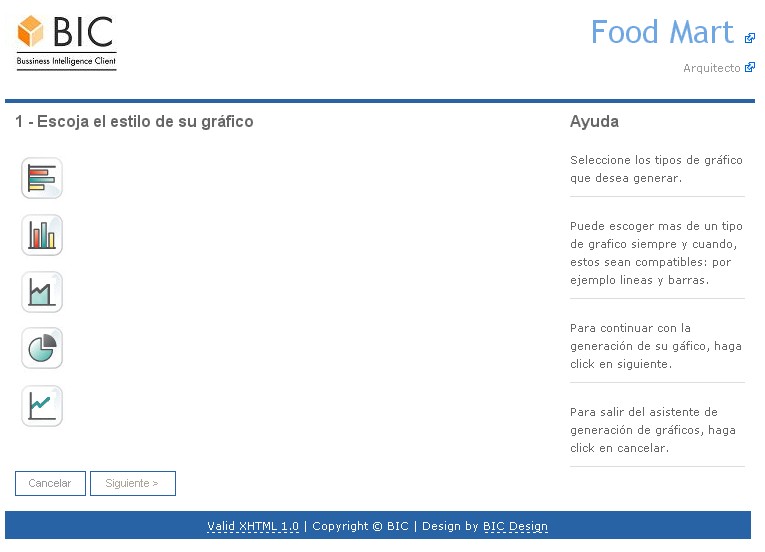 BIC
Bussiness Intelligence Client
Food Mart
Arquitecto
1 - Escoja el estilo de su gráfico
Ayuda
Seleccione los tipos de gráfico
que desea generar.
Puede escoger mas de un tipo
de grafico siempre y cuando,
estos sean compatibles: por
ejemplo lineas y barras.
Para continuar con la
generación de su gáfico, haga
click en siguiente.
Para salir del asistente de
generación de gráficos, haga
click en cancelar.
Cancelar
Siguiente >
Valid XHTML 1.0 | Copyright © BIC | Design by BIC Design